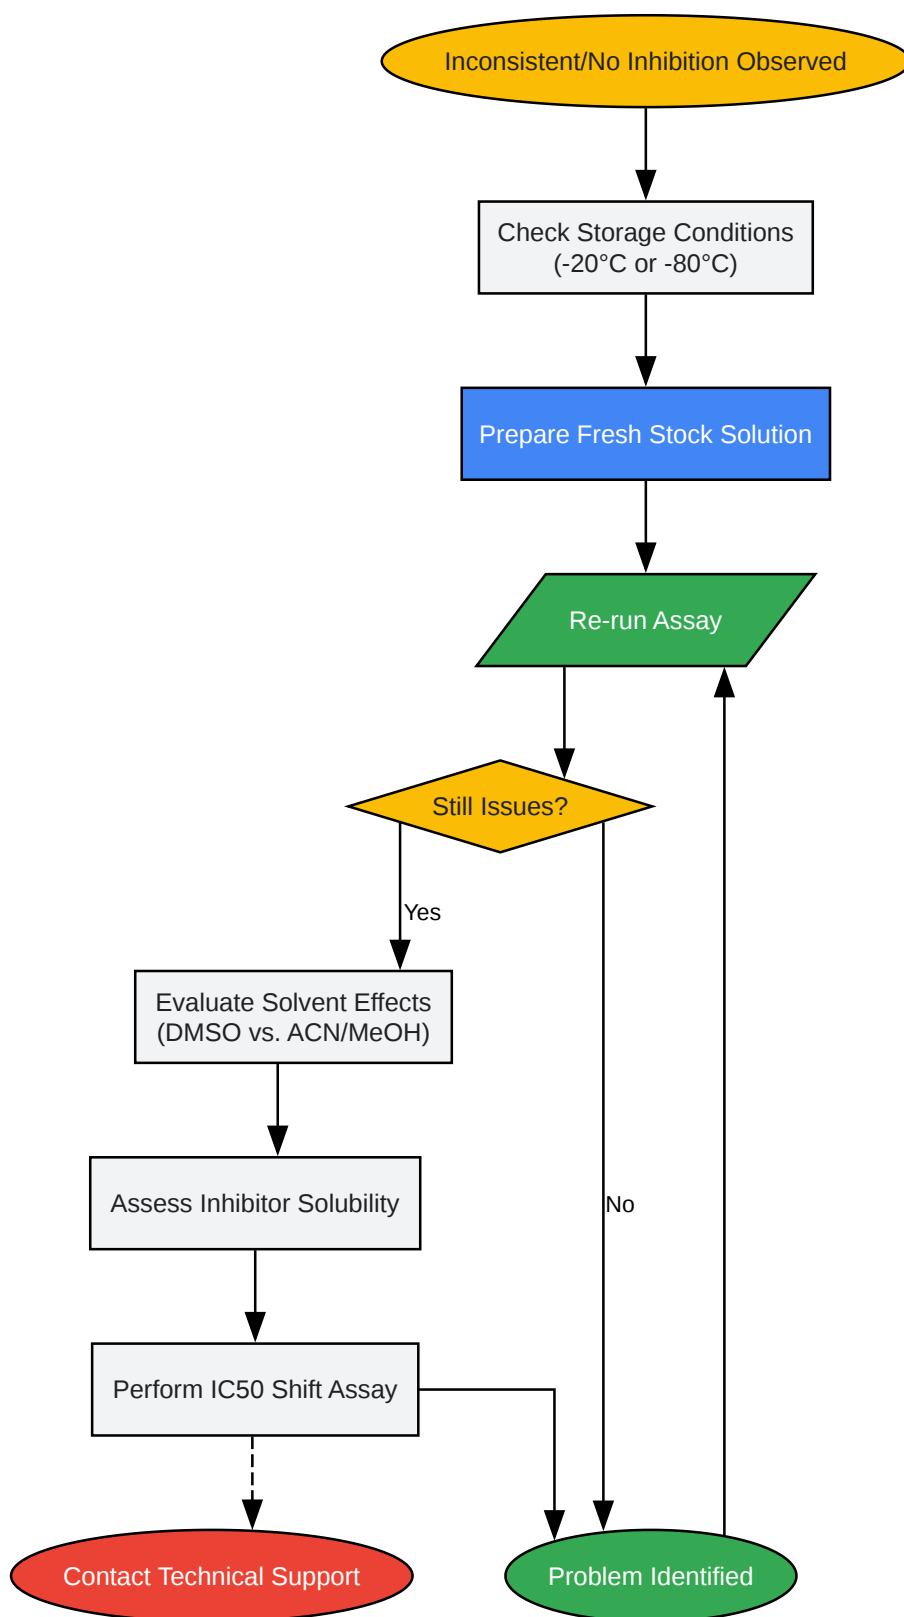 Inconsistent/No Inhibition Observed
Check Storage Conditions
(-20°C or -80°C)
Prepare Fresh Stock Solution
Re-run Assay
Still Issues?
Yes
Evaluate Solvent Effects
(DMSO vs. ACN/MeOH)
Assess Inhibitor Solubility
No
Perform IC50 Shift Assay
Contact Technical Support
Problem Identified